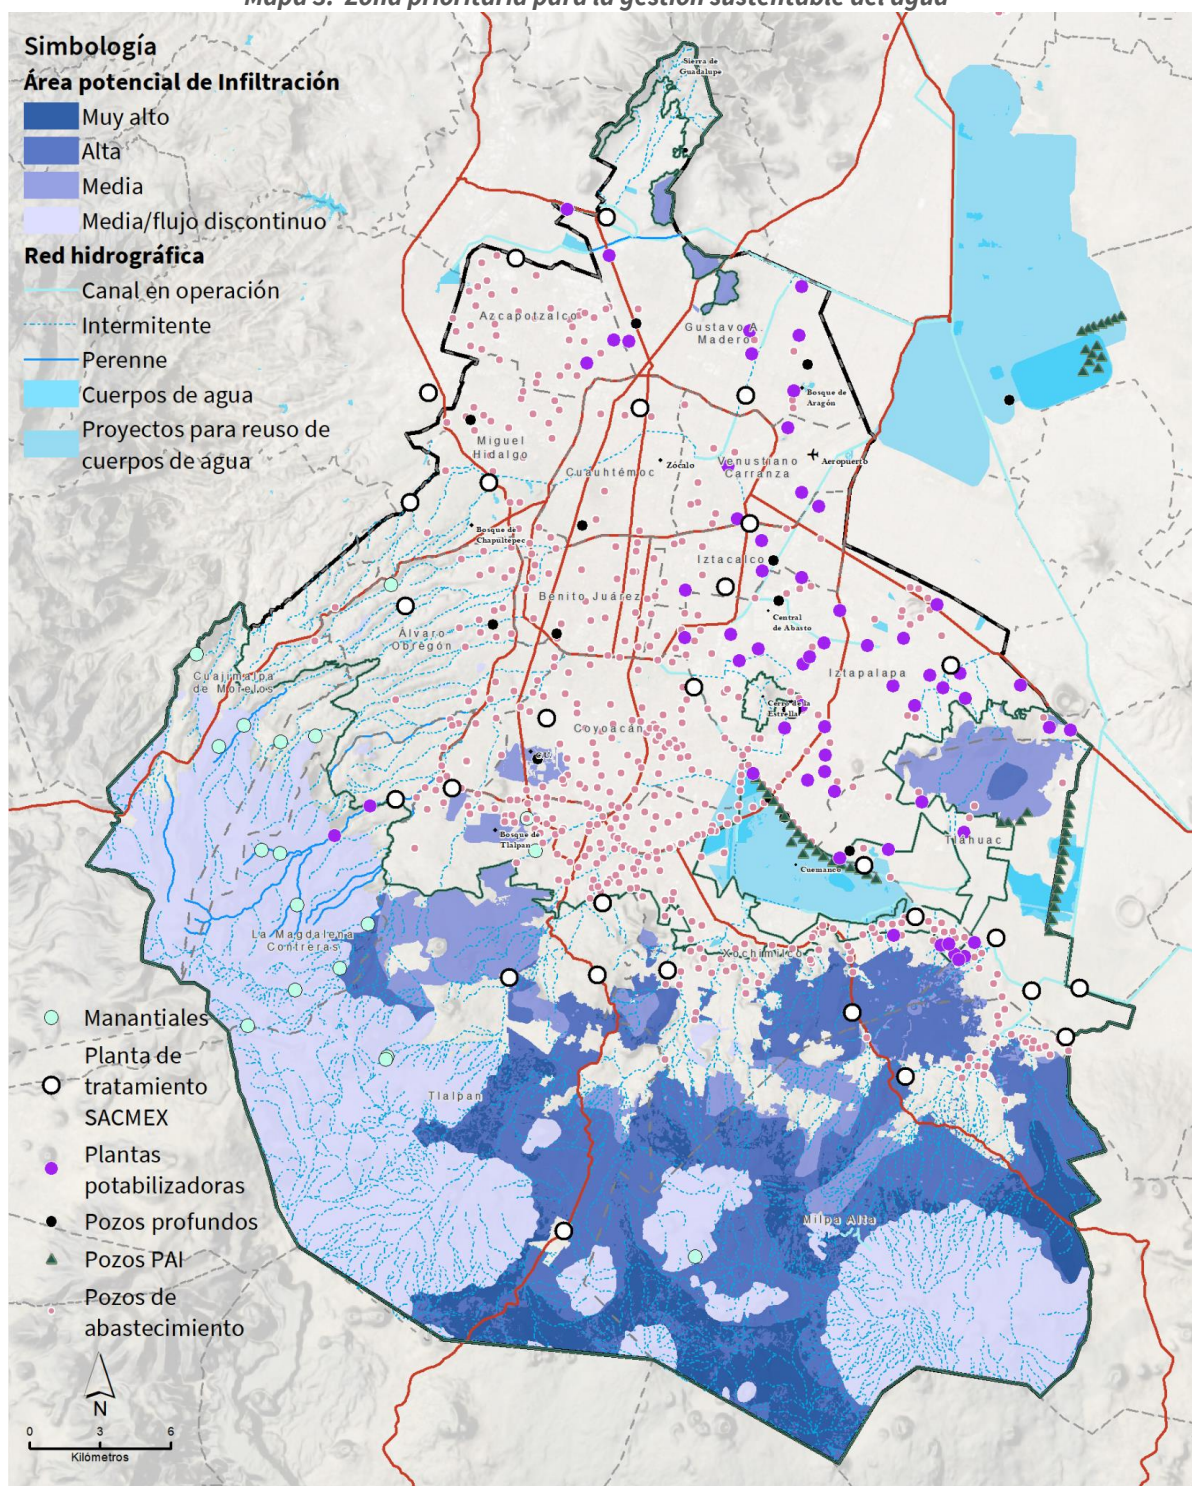 Mapa 3. Zona prioritaria para la gestión sustentable del agua
Simbología
Área potencial de Infiltración
Muy alto
Alta
Media
Media/flujo discontinuo
Red hidrográfica
Canal en operación
Intermitente
Perenne
Cuerpos de agua
Proyectos para reuso de
cuerpos de agua
Sierra de
Guadalupe
Azcapotzalco
Gustavo A.
Madero
Bosque de
Aragón
Miguel
Hidalgo
Cuauhtémoc
Zócalo
Venustiano
Carranza
Aeropuerto
Bosque de
Chapultepec
Iztacalco
Benito Juárez
Central
de Abasto
Álvaro
Obregón
Cuajimalpa
de Morelos
Iztapalapa
Cerro de la
Estrella
Coyoacán
Bosque de
Tlalpan
Tláhuac
Cuemanco
La Magdalena
Contreras
Xochimilco
Tlalpan
Milpa Alta
Manantiales
Planta de
tratamiento
SACMEX
Plantas
potabilizadoras
Pozos profundos
Pozos PAI
Pozos de
abastecimiento
N
0 3 6
Kilómetros